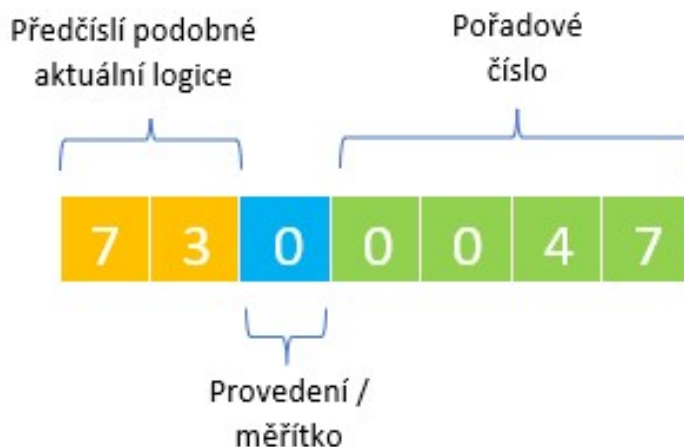 Předčíslí podobné
aktuální logice
Pořadové
číslo
7 3 0 0 0 4 7
Provedení /
měřítko